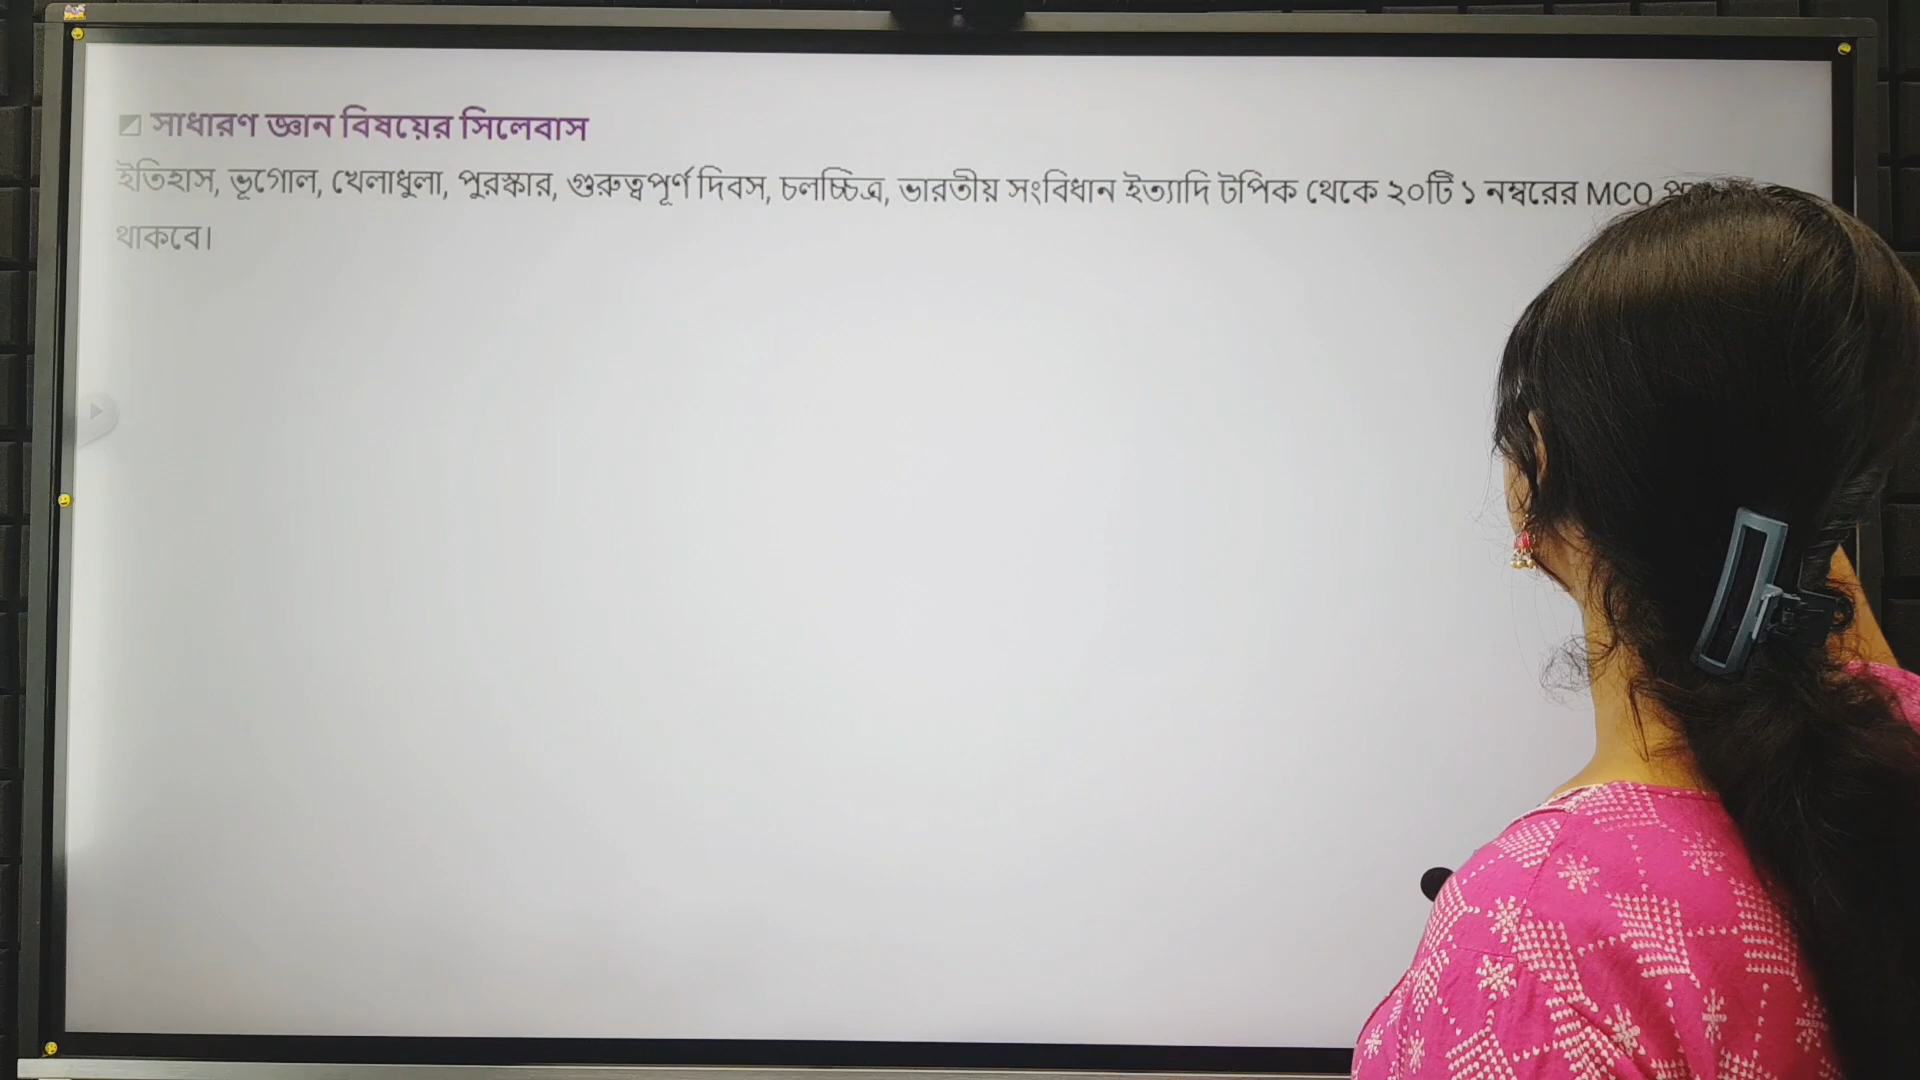 সাধারণ জ্ঞান বিষয়ের সিলেবাস
ইতিহাস, ভূগোল, খেলাধুলা, পুরস্কার, গুরুত্বপূর্ণ দিবস, চলচ্চিত্র, ভারতীয় সংবিধান ইত্যাদি টপিক থেকে ২০টি ১ নম্বরের MCQ
থাকবে।